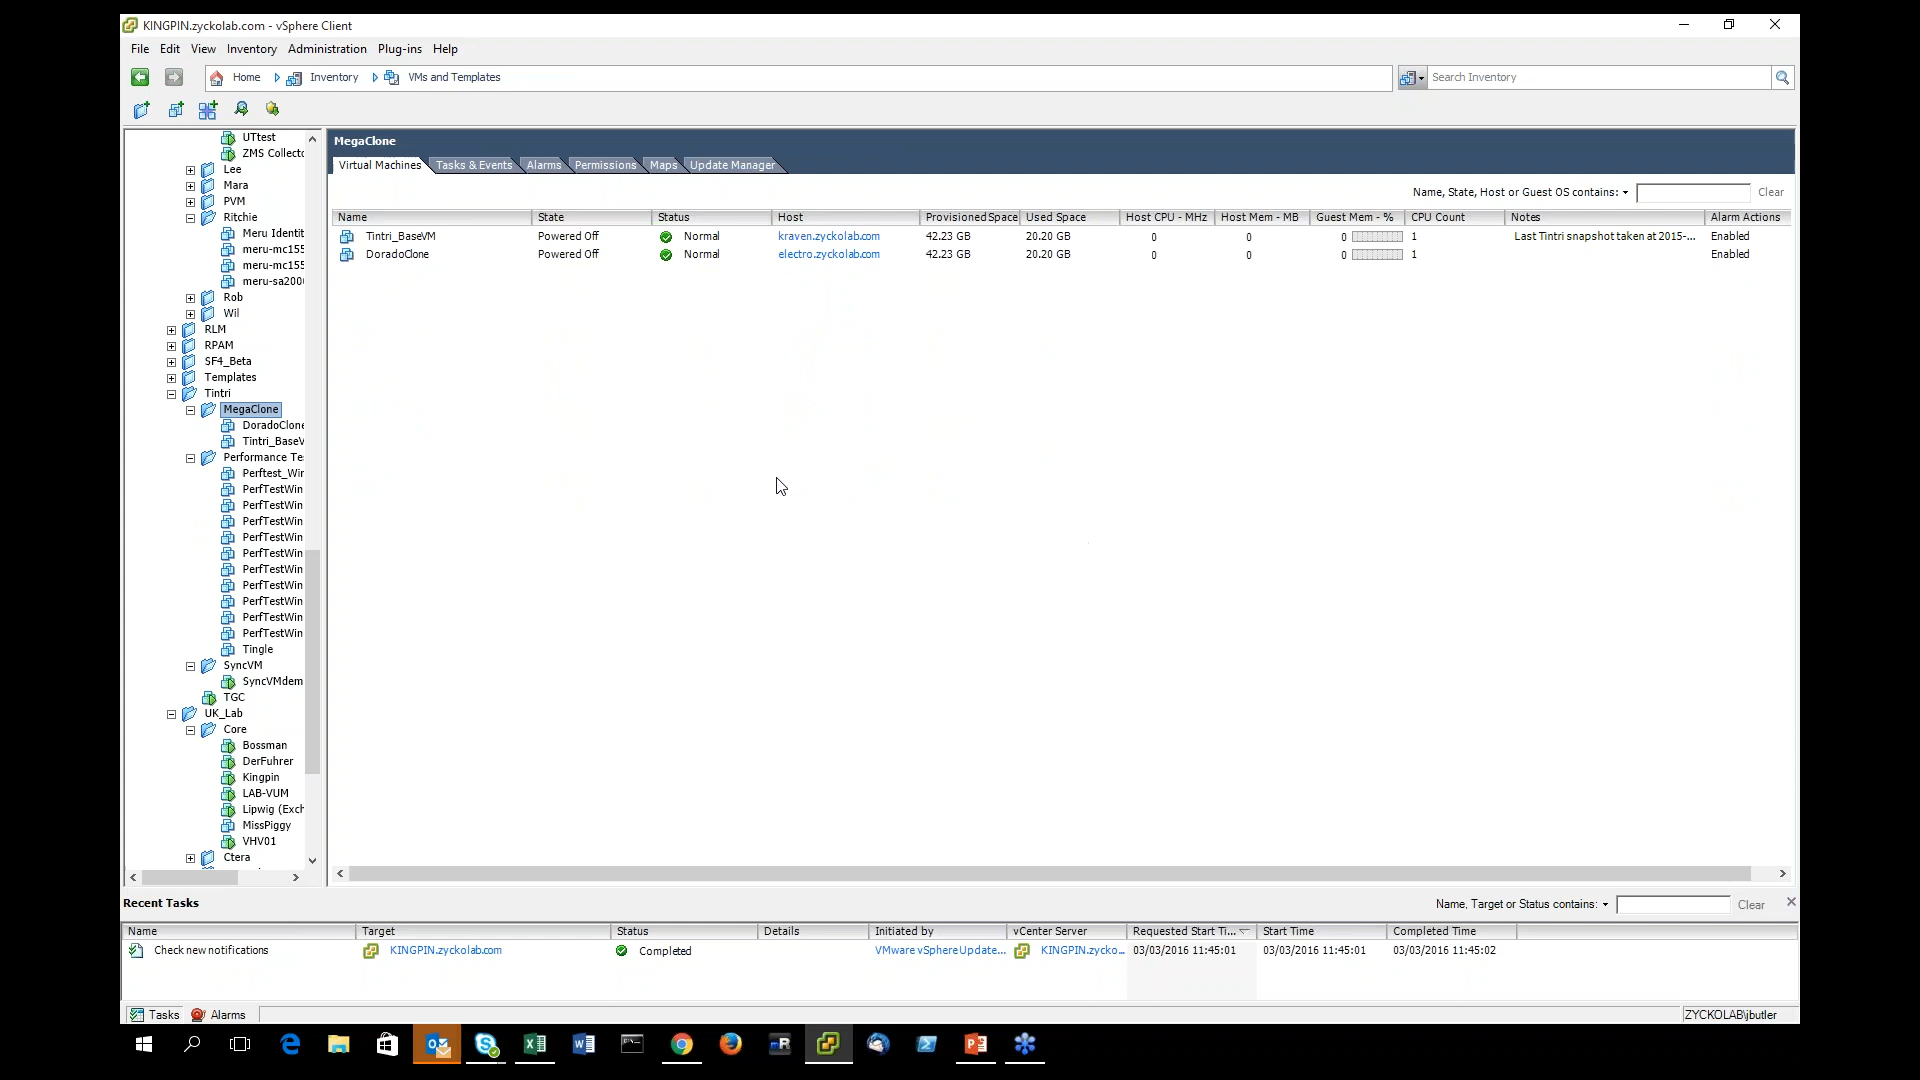 KINGPIN.zyckolab.com - vSphere Client
File Edit View Inventory Administration Plug-ins Help
Home Inventory VMs and Templates
Search Inventory
UTtest
ZMS Collecto
Lee
Mara
PVM
Ritchie
Meru Identit
meru-mc155
meru-mc155
meru-sa200
Rob
Wil
RLM
RPAM
SF4_Beta
Templates
Tintri
MegaClone
DoradoClone
Tintri_BaseV
Performance Te
Perftest_Wir
PerfTestWin
PerfTestWin
PerfTestWin
PerfTestWin
PerfTestWin
PerfTestWin
PerfTestWin
PerfTestWin
PerfTestWin
PerfTestWin
Tingle
SyncVM
SyncVMdem
TGC
UK_Lab
Core
Bossman
DerFuhrer
Kingpin
LAB-VUM
Lipwig (Exch
MissPiggy
VHV01
Ctera
MegaClone
Virtual Machines Tasks & Events Alarms Permissions Maps Update Manager
Name, State, Host or Guest OS contains: Clear
Name State Status Host Provisioned Space Used Space Host CPU - MHz Host Mem - MB Guest Mem - % CPU Count Notes Alarm Actions
Tintri_BaseVM Powered Off Normal kraven.zyckolab.com 42.23 GB 20.20 GB 0 0 0 1 Last Tintri snapshot taken at 2015-... Enabled
DoradoClone Powered Off Normal electro.zyckolab.com 42.23 GB 20.20 GB 0 0 0 1 Enabled
Recent Tasks Name, Target or Status contains: Clear
Name Target Status Details Initiated by vCenter Server Requested Start Ti... Start Time Completed Time
Check new notifications KINGPIN.zyckolab.com Completed VMware vSphere Update... KINGPIN.zycko... 03/03/2016 11:45:01 03/03/2016 11:45:01 03/03/2016 11:45:02
Tasks Alarms ZYCKOLAB\jbutler